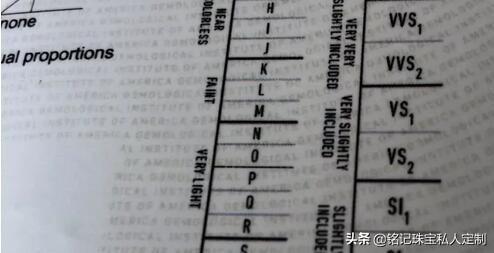 none
ual proportions
NEAR
COLORLESS
FAINT
VERY LIGHT
H
I
J
K
L
M
N
O
P
Q
R
S
VERY VERY
SLIGHTLY INCLUDED
VERY SLIGHTLY
INCLUDED
SLIGHTLY
INCLUDED
VVS1
VVS2
VS1
VS2
SI1
头条 @铭记珠宝私人定制